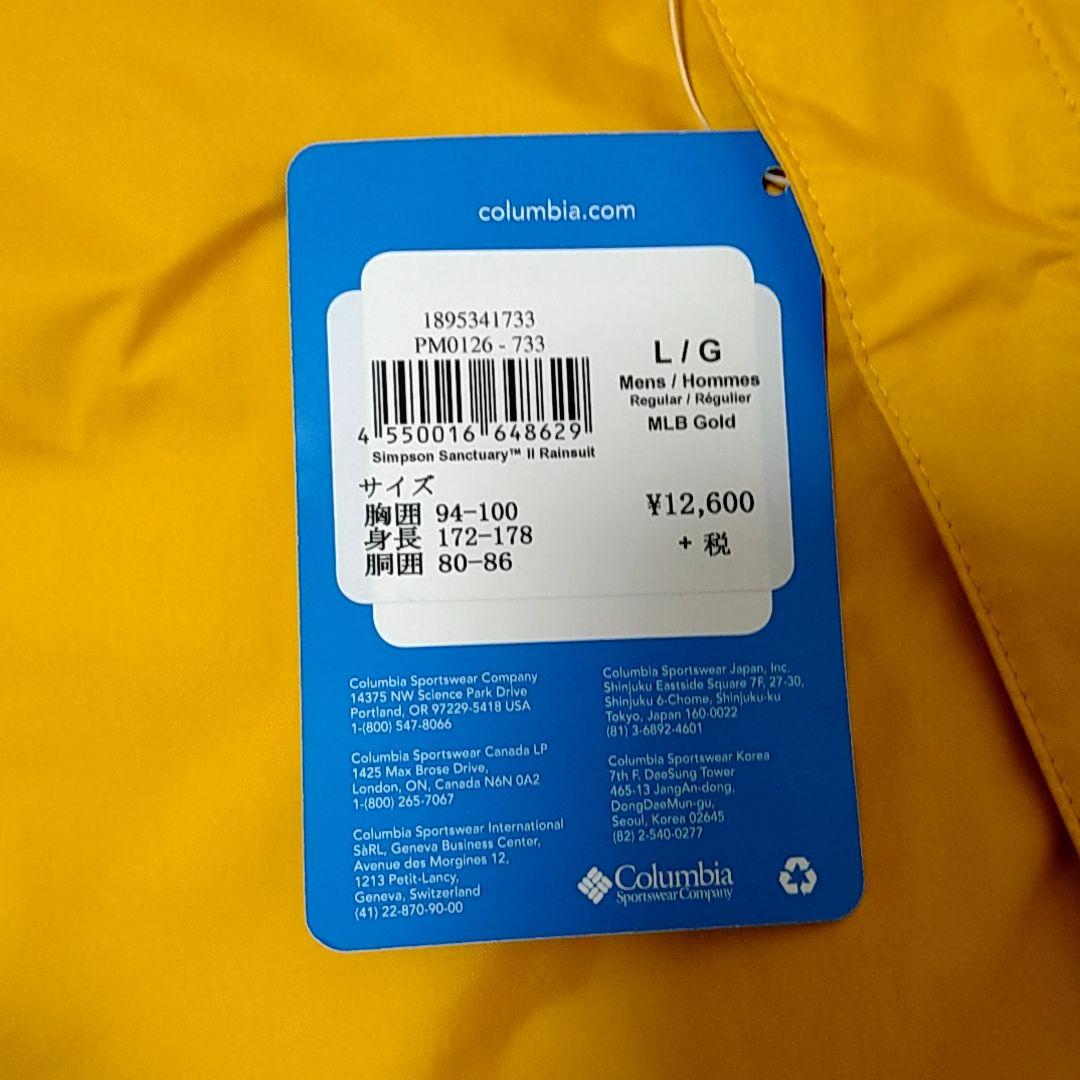 columbia.com
1895341733
PM0126 - 733
4 550016 648629
Simpson Sanctuary™ II Rainsuit
L / G
Mens / Hommes
Regular / Régulier
MLB Gold
サイズ
胸囲 94-100
身長 172-178
胴囲 80-86
¥12,600
+ 税
Columbia Sportswear Company
14375 NW Science Park Drive
Portland, OR 97229-5418 USA
1-(800) 547-8066
Columbia Sportswear Canada LP
1425 Max Brose Drive,
London, ON, Canada N6N 0A2
1-(800) 265-7067
Columbia Sportswear International
SàRL, Geneva Business Center,
Avenue des Morgines 12,
1213 Petit-Lancy,
Geneva, Switzerland
(41) 22-870-90-00
Columbia Sportswear Japan, Inc.
Shinjuku Eastside Square 7F, 27-30,
Shinjuku 6-Chome, Shinjuku-ku
Tokyo, Japan 160-0022
(81) 3-6892-4601
Columbia Sportswear Korea
7th F, DaeSung Tower
465-13 JangAn-dong,
DongDaeMun-gu,
Seoul, Korea 02645
(82) 2-540-0277
Columbia
Sportswear Company